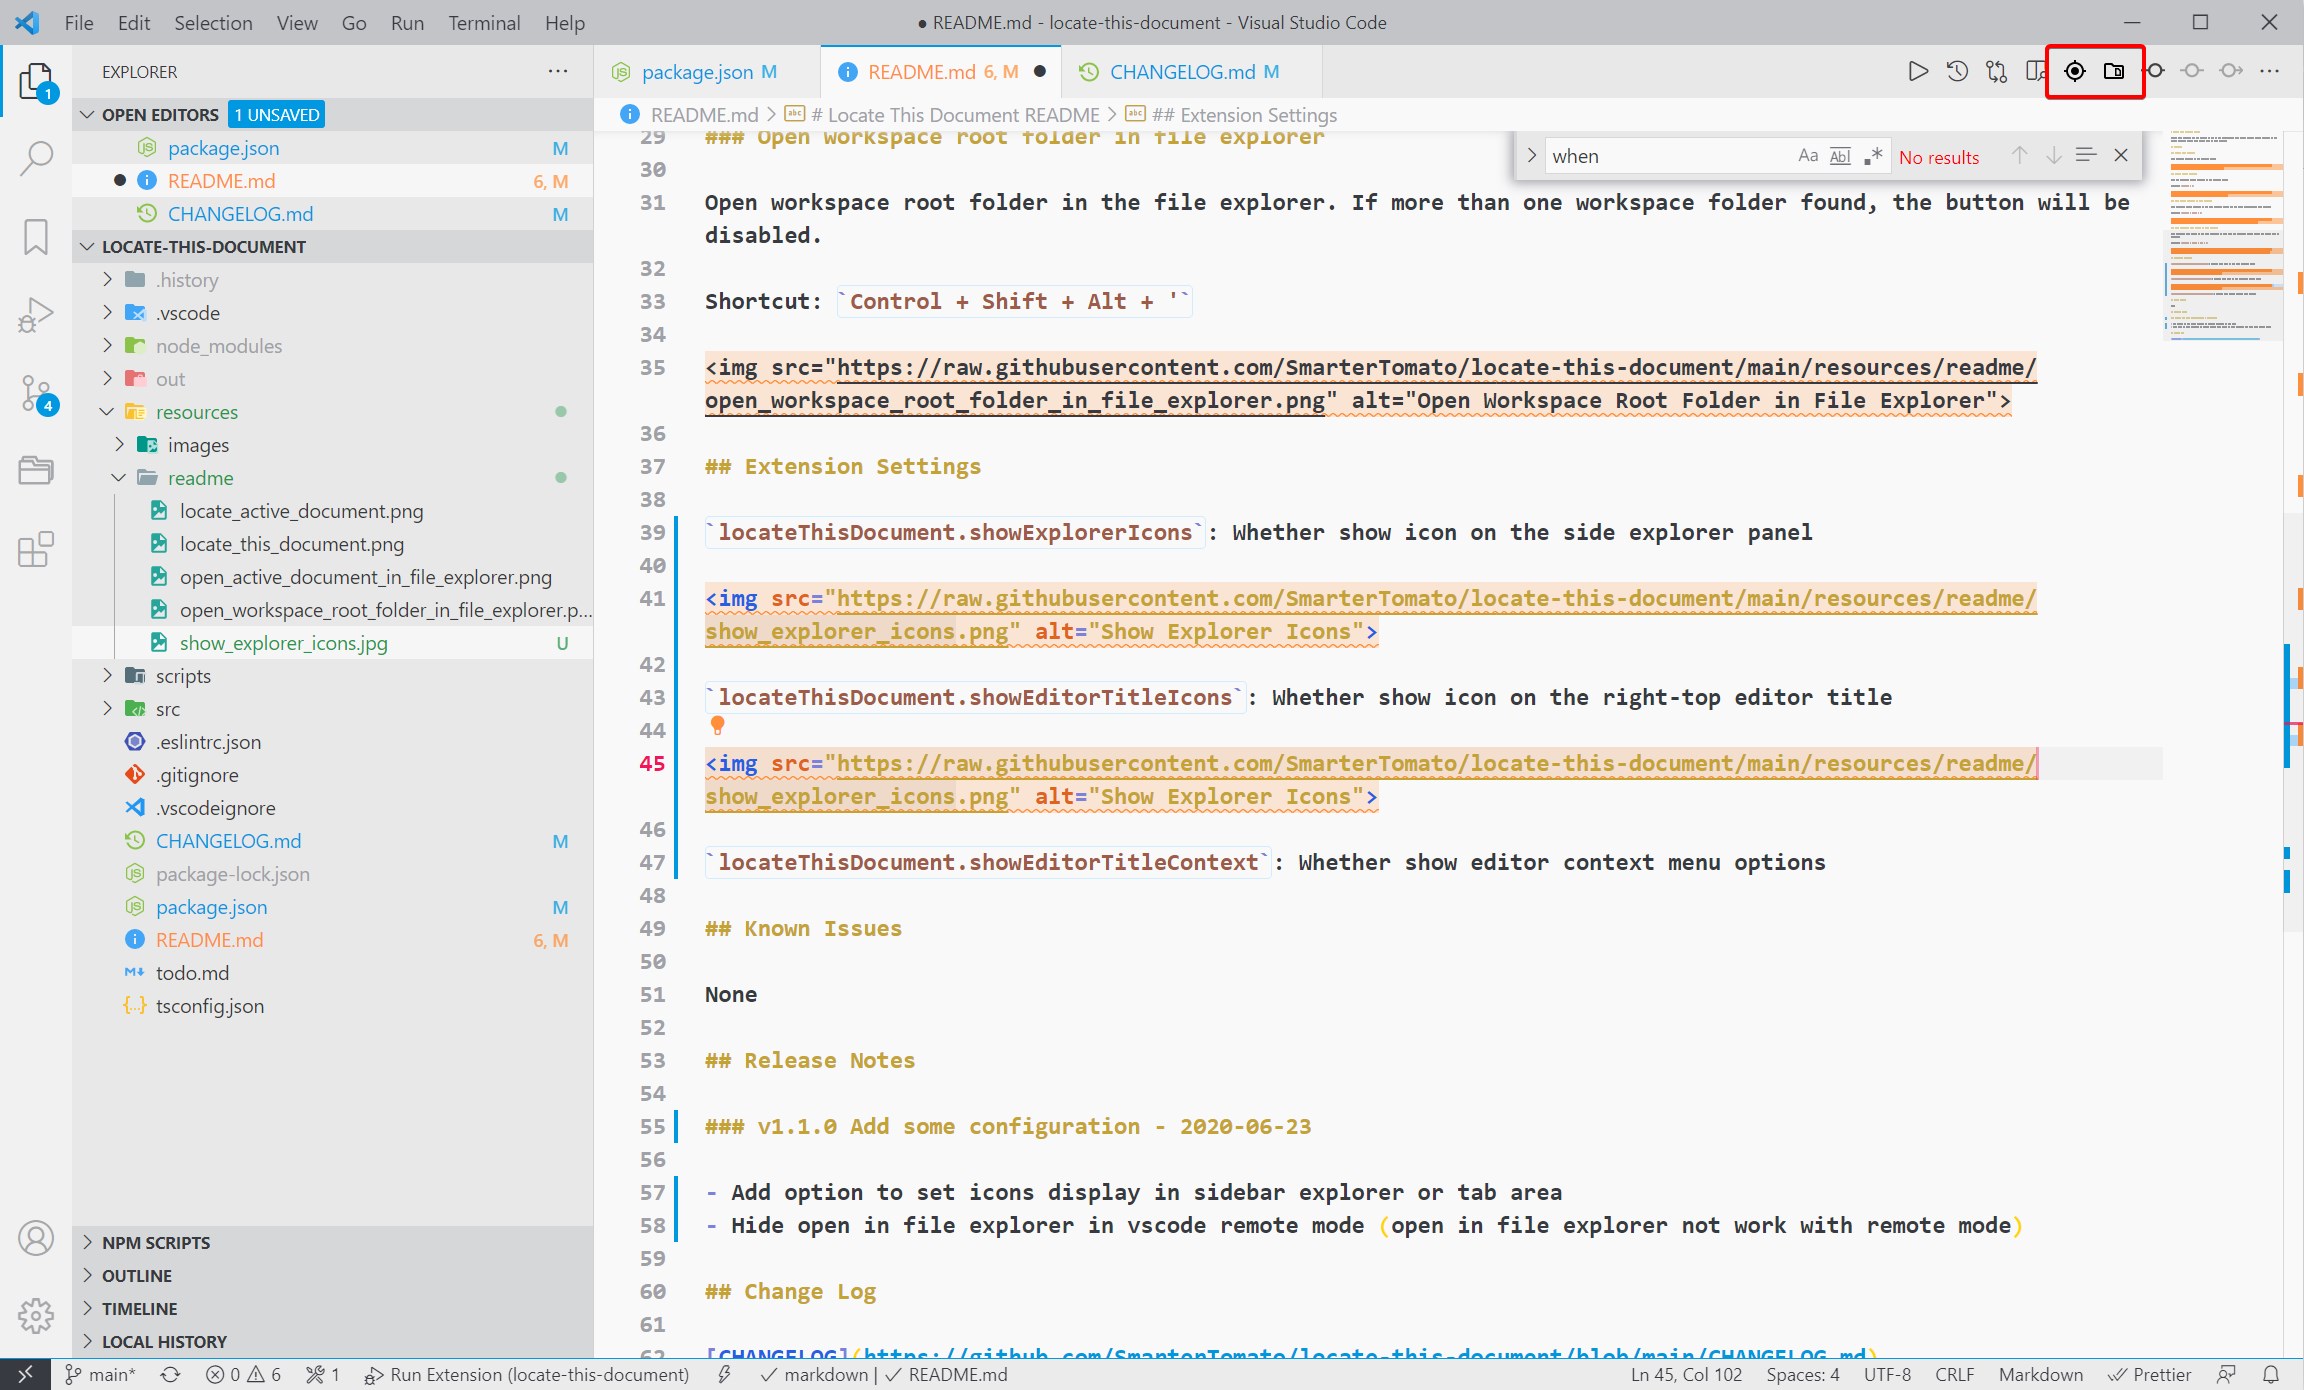 File Edit Selection View Go Run Terminal Help
● README.md - locate-this-document - Visual Studio Code
EXPLORER
OPEN EDITORS 1 UNSAVED
package.json M
README.md 6, M
CHANGELOG.md M
LOCATE-THIS-DOCUMENT
.history
.vscode
node_modules
out
resources
images
readme
locate_active_document.png
locate_this_document.png
open_active_document_in_file_explorer.png
open_workspace_root_folder_in_file_explorer.p...
show_explorer_icons.jpg U
scripts
src
.eslintrc.json
.gitignore
.vscodeignore
CHANGELOG.md M
package-lock.json
package.json M
README.md 6, M
todo.md
tsconfig.json
NPM SCRIPTS
OUTLINE
TIMELINE
LOCAL HISTORY
1
4
package.json M
README.md 6, M
CHANGELOG.md M
README.md > # Locate This Document README > ## Extension Settings
when Aa Abl .* No results
29 ### Open workspace root folder in file explorer
30
31 Open workspace root folder in the file explorer. If more than one workspace folder found, the button will be
disabled.
32
33 Shortcut: `Control + Shift + Alt + '`
34
35 <img src="https://raw.githubusercontent.com/SmarterTomato/locate-this-document/main/resources/readme/
open_workspace_root_folder_in_file_explorer.png" alt="Open Workspace Root Folder in File Explorer">
36
37 ## Extension Settings
38
39 `locateThisDocument.showExplorerIcons`: Whether show icon on the side explorer panel
40
41 <img src="https://raw.githubusercontent.com/SmarterTomato/locate-this-document/main/resources/readme/
show_explorer_icons.png" alt="Show Explorer Icons">
42
43 `locateThisDocument.showEditorTitleIcons`: Whether show icon on the right-top editor title
44
45 <img src="https://raw.githubusercontent.com/SmarterTomato/locate-this-document/main/resources/readme/
show_explorer_icons.png" alt="Show Explorer Icons">
46
47 `locateThisDocument.showEditorTitleContext`: Whether show editor context menu options
48
49 ## Known Issues
50
51 None
52
53 ## Release Notes
54
55 ### v1.1.0 Add some configuration - 2020-06-23
56
57 - Add option to set icons display in sidebar explorer or tab area
58 - Hide open in file explorer in vscode remote mode (open in file explorer not work with remote mode)
59
60 ## Change Log
61
62 [CHANGELOG](https://github.com/SmarterTomato/locate-this-document/blob/main/CHANGELOG.md)
main* 0 6 1 Run Extension (locate-this-document) markdown | README.md
Ln 45, Col 102 Spaces: 4 UTF-8 CRLF Markdown Prettier